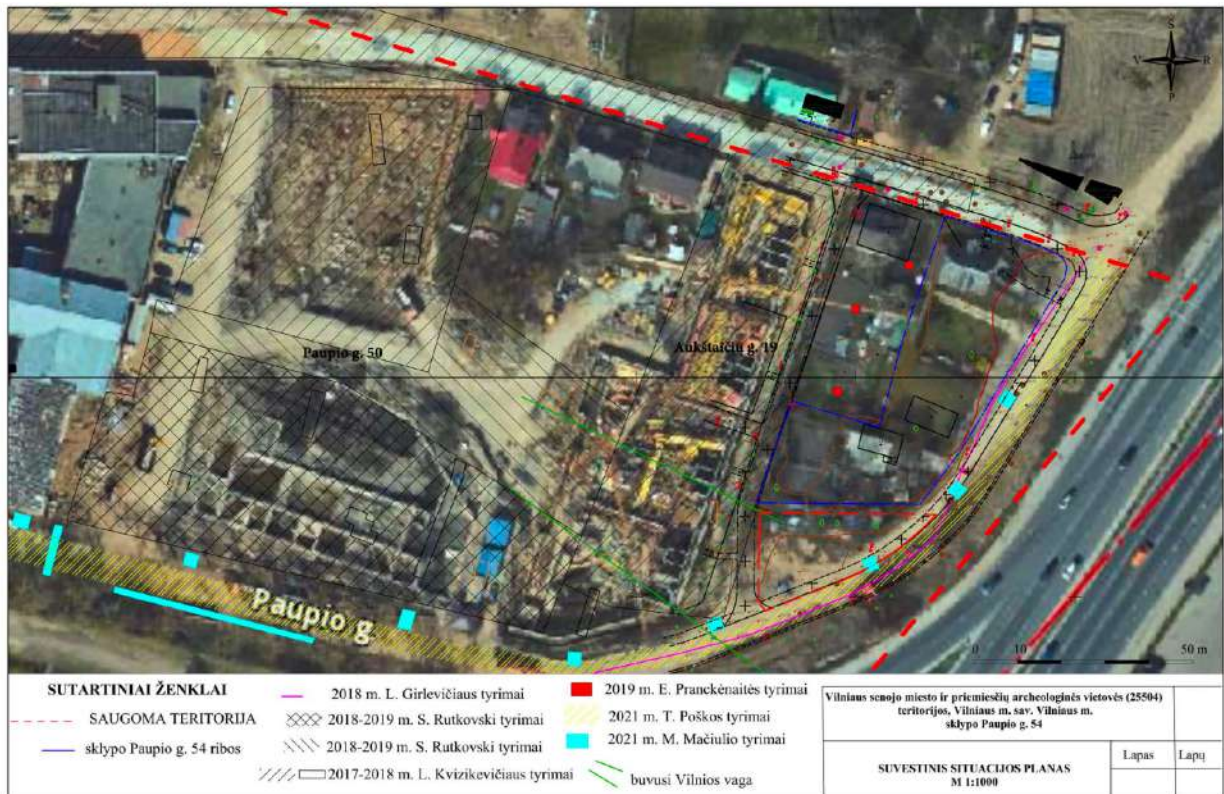 S
V
R
P
Paupio g. 50
Aukštaičių g. 19
Paupio g.
0 10 50 m
SUTARTINIAI ŽENKLAI
SAUGOMA TERITORIJA
sklypo Paupio g. 54 ribos
2018 m. L. Girlevičiaus tyrimai
2018-2019 m. S. Rutkovski tyrimai
2018-2019 m. S. Rutkovski tyrimai
2017-2018 m. L. Kvizikevičiaus tyrimai
2019 m. E. Pranckėnaitės tyrimai
2021 m. T. Poškos tyrimai
2021 m. M. Mačiulio tyrimai
buvusi Vilnios vaga
Vilniaus senojo miesto ir priemiesčių archeologinės vietovės (25504)
teritorijos, Vilniaus m. sav. Vilniaus m.
sklypo Paupio g. 54
SUVESTINIS SITUACIJOS PLANAS
M 1:1000
Lapas
Lapų